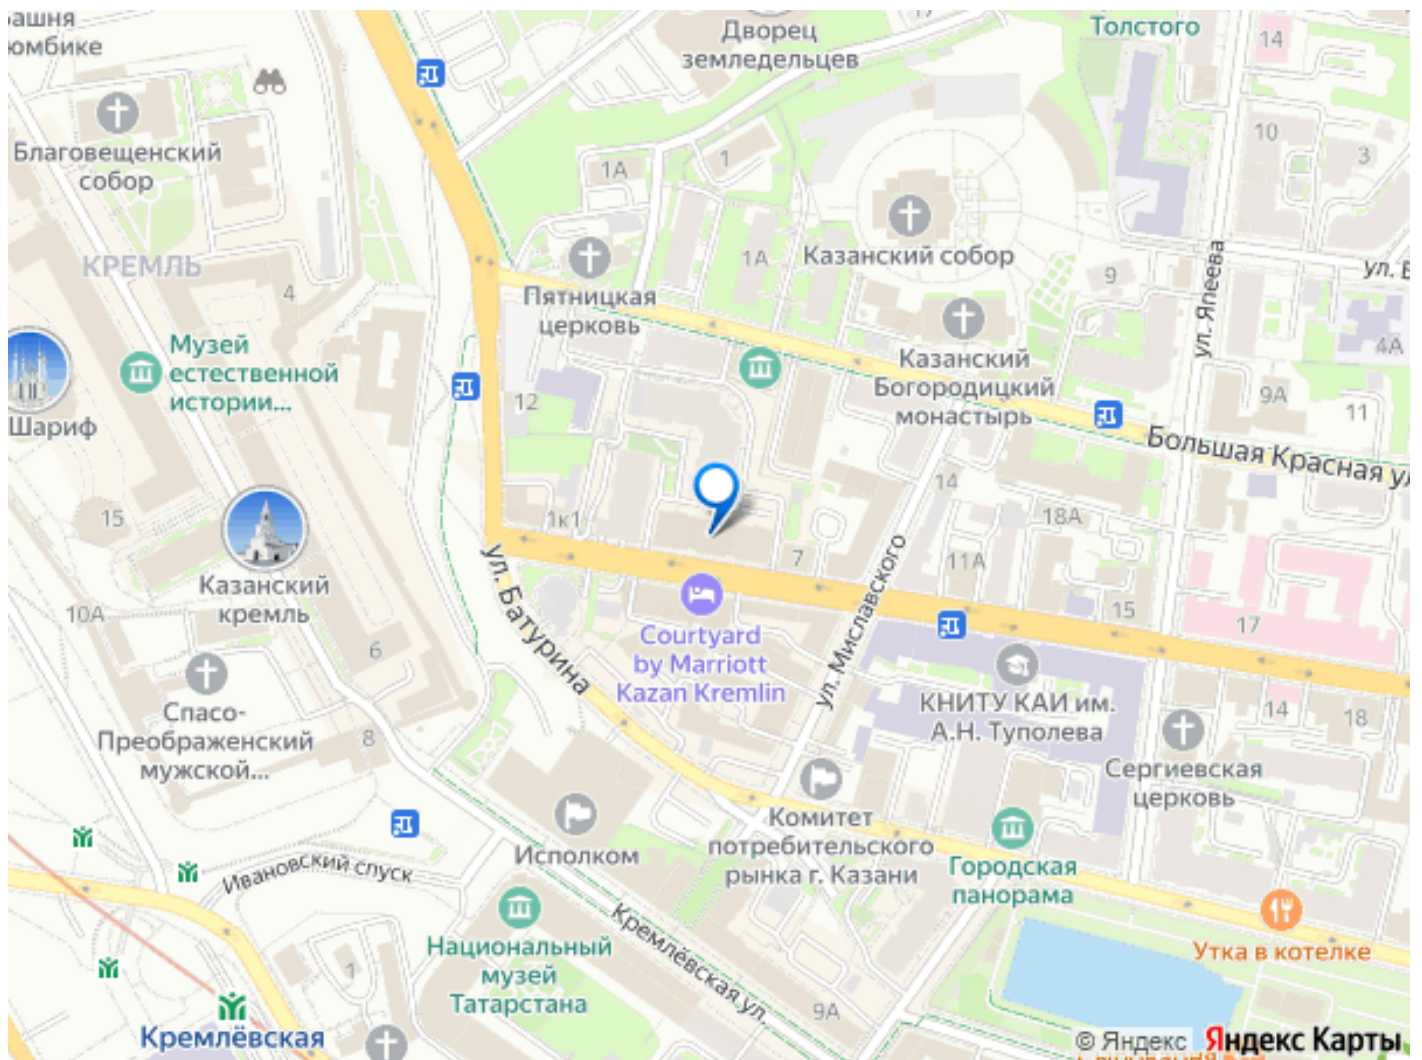 ашня
юмбике
Дворец
земледельцев
Толстого
14
17
10
3
Благовещенский
собор
1А
1
Казанский собор
1А
9
ул. Япеева
КРЕМЛЬ
4
Пятницкая
церковь
Музей
естественной
истории...
Шариф
Казанский
Богородицкий
монастырь
4А
9А
11
12
Большая Красная ул
15
1к1
14
18А
7
11А
15
17
Казанский
кремль
10А
6
ул. Батурина
ул. Миславского
Courtyard
by Marriott
Kazan Kremlin
КНИТУ КАИ им.
А.Н. Туполева
14
18
Спасо-
Преображенский
мужской...
8
Сергиевская
церковь
Исполком
Комитет
потребительского
рынка г. Казани
Городская
панорама
Ивановский спуск
Национальный
музей
Татарстана
Кремлёвская ул.
Утка в котелке
1
9А
Кремлёвская
© Яндекс Яндекс Карты